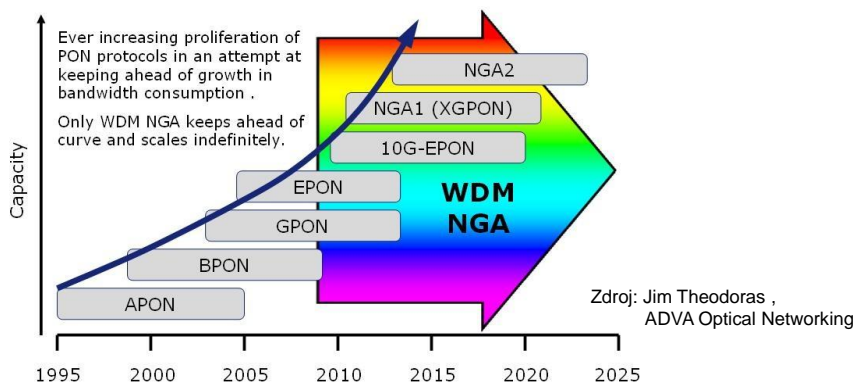 Ever increasing proliferation of
PON protocols in an attempt at
keeping ahead of growth in
bandwidth consumption .
Only WDM NGA keeps ahead of
curve and scales indefinitely.
Capacity
NGA2
NGA1 (XGPON)
10G-EPON
EPON
GPON
BPON
APON
WDM
NGA
Zdroj: Jim Theodoras ,
ADVA Optical Networking
1995 2000 2005 2010 2015 2020 2025